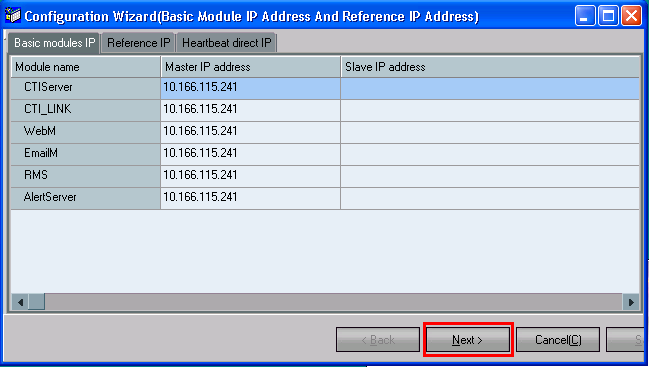 Configuration Wizard(Basic Module IP Address And Reference IP Address)
Basic modules IP Reference IP Heartbeat direct IP
Module name Master IP address Slave IP address
CTIServer 10.166.115.241
CTI_LINK 10.166.115.241
WebM 10.166.115.241
EmailM 10.166.115.241
RMS 10.166.115.241
AlertServer 10.166.115.241
< Back Next > Cancel(C) S